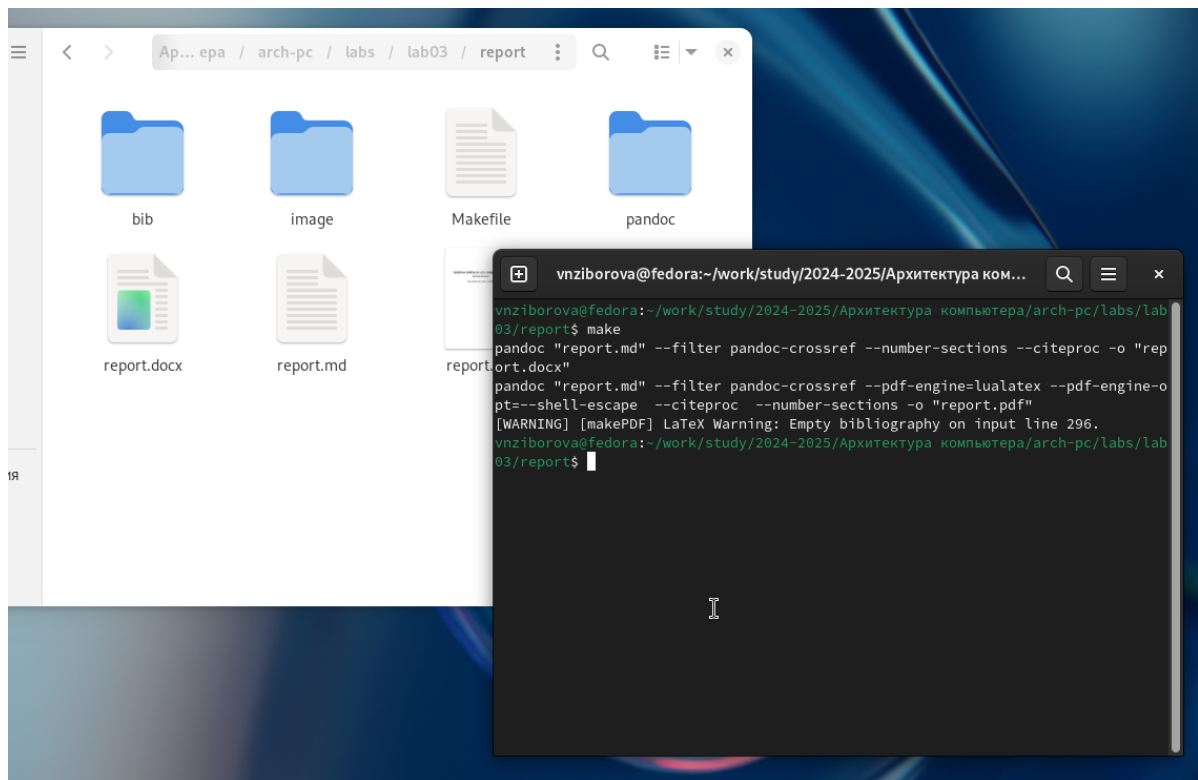 Ар... ера / arch-pc / labs / lab03 / report
bib
image
Makefile
pandoc
report.docx
report.md
report.
ия
vnziborova@fedora:~/work/study/2024-2025/Архитектура ком...
vnziborova@fedora:~/work/study/2024-2025/Архитектура компьютера/arch-pc/labs/lab
03/report$ make
pandoc "report.md" --filter pandoc-crossref --number-sections --citeproc -o "rep
ort.docx"
pandoc "report.md" --filter pandoc-crossref --pdf-engine=lualatex --pdf-engine-o
pt=--shell-escape  --citeproc  --number-sections -o "report.pdf"
[WARNING] [makePDF] LaTeX Warning: Empty bibliography on input line 296.
vnziborova@fedora:~/work/study/2024-2025/Архитектура компьютера/arch-pc/labs/lab
03/report$